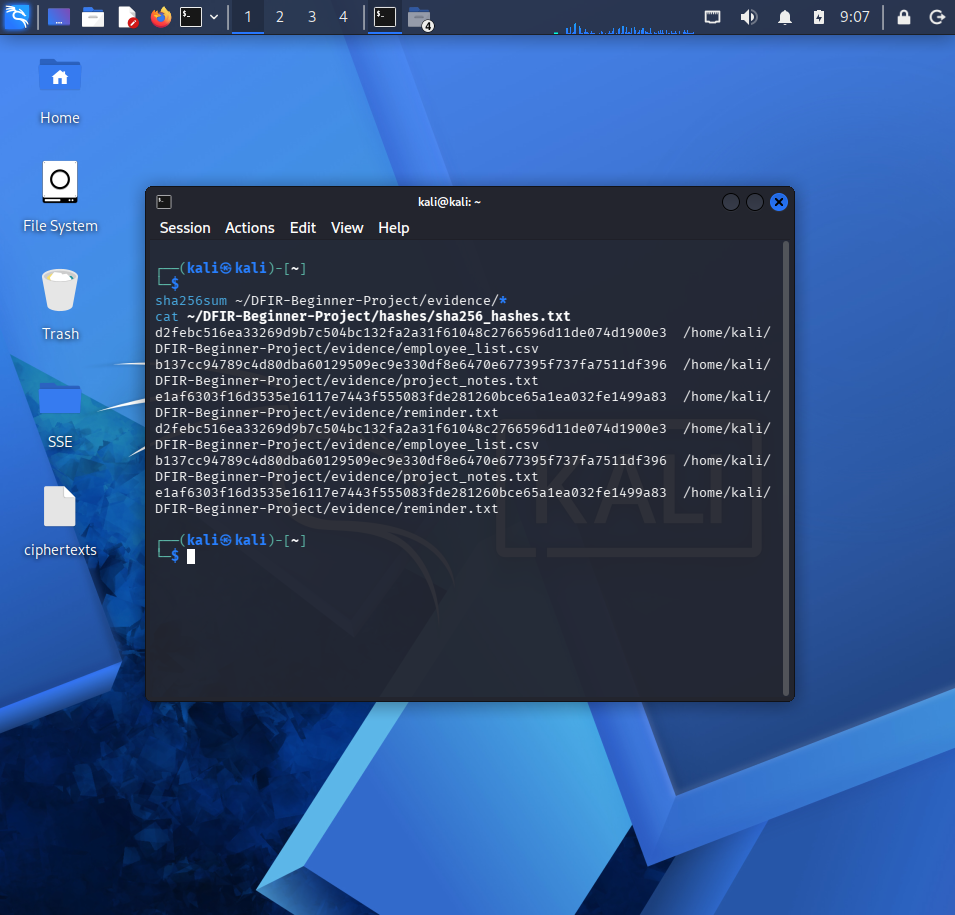 1 2 3 4 4 9:07
Home
File System
Trash
SSE
ciphertexts
kali@kali: ~
Session Actions Edit View Help
┌──(kali㉿kali)-[~]
└─$
sha256sum ~/DFIR-Beginner-Project/evidence/*
cat ~/DFIR-Beginner-Project/hashes/sha256_hashes.txt
d2febc516ea33269d9b7c504bc132fa2a31f61048c2766596d11de074d1900e3  /home/kali/
DFIR-Beginner-Project/evidence/employee_list.csv
b137cc94789c4d80dba60129509ec9e330df8e6470e677395f737fa7511df396  /home/kali/
DFIR-Beginner-Project/evidence/project_notes.txt
e1af6303f16d3535e16117e7443f555083fde281260bce65a1ea032fe1499a83  /home/kali/
DFIR-Beginner-Project/evidence/reminder.txt
d2febc516ea33269d9b7c504bc132fa2a31f61048c2766596d11de074d1900e3  /home/kali/
DFIR-Beginner-Project/evidence/employee_list.csv
b137cc94789c4d80dba60129509ec9e330df8e6470e677395f737fa7511df396  /home/kali/
DFIR-Beginner-Project/evidence/project_notes.txt
e1af6303f16d3535e16117e7443f555083fde281260bce65a1ea032fe1499a83  /home/kali/
DFIR-Beginner-Project/evidence/reminder.txt
┌──(kali㉿kali)-[~]
└─$
KALI